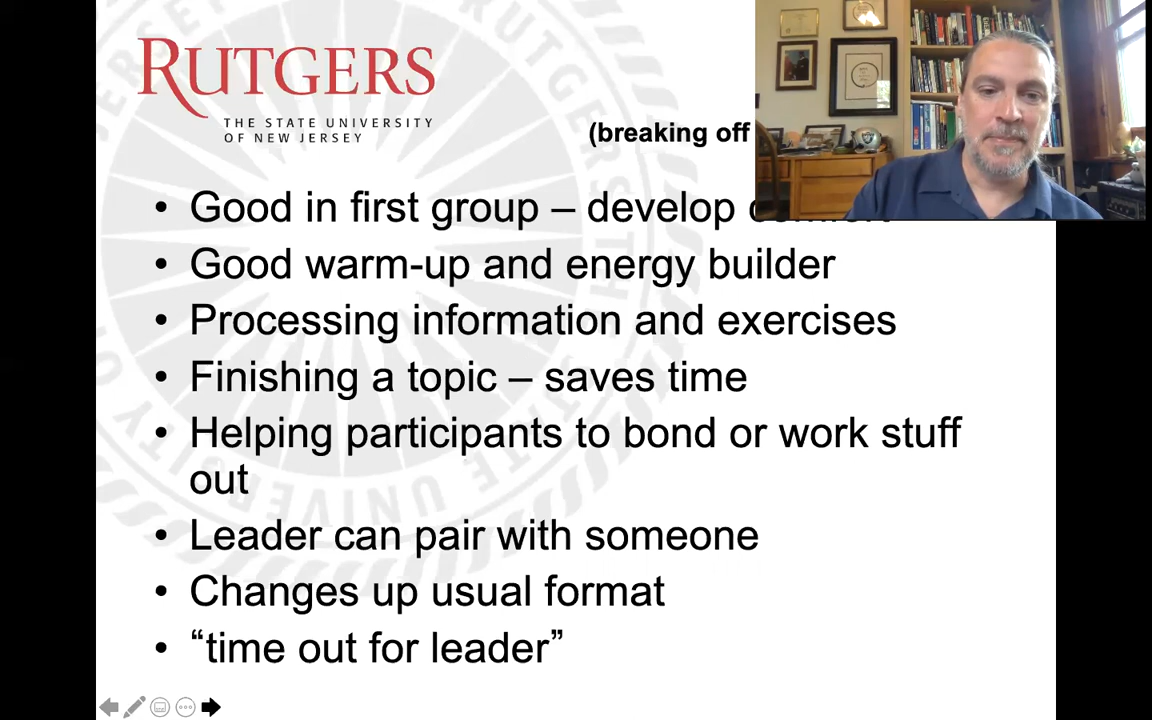 RUTGERS
THE STATE UNIVERSITY
OF NEW JERSEY
(breaking off
• Good in first group – develop
• Good warm-up and energy builder
• Processing information and exercises
• Finishing a topic – saves time
• Helping participants to bond or work stuff
out
• Leader can pair with someone
• Changes up usual format
• “time out for leader”